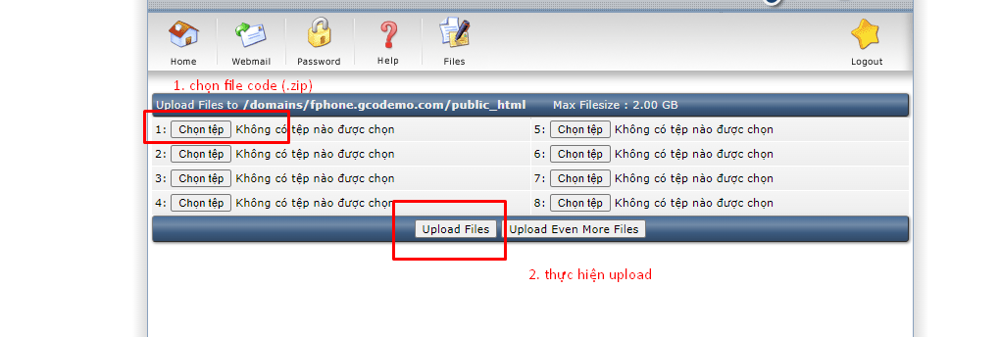 Home Webmail Password Help Files Logout
1. chọn file code (.zip)
Upload Files to /domains/fphone.gcodemo.com/public_html Max Filesize : 2.00 GB
1: Chọn tệp Không có tệp nào được chọn 5: Chọn tệp Không có tệp nào được chọn
2: Chọn tệp Không có tệp nào được chọn 6: Chọn tệp Không có tệp nào được chọn
3: Chọn tệp Không có tệp nào được chọn 7: Chọn tệp Không có tệp nào được chọn
4: Chọn tệp Không có tệp nào được chọn 8: Chọn tệp Không có tệp nào được chọn
Upload Files Upload Even More Files
2. thực hiện upload